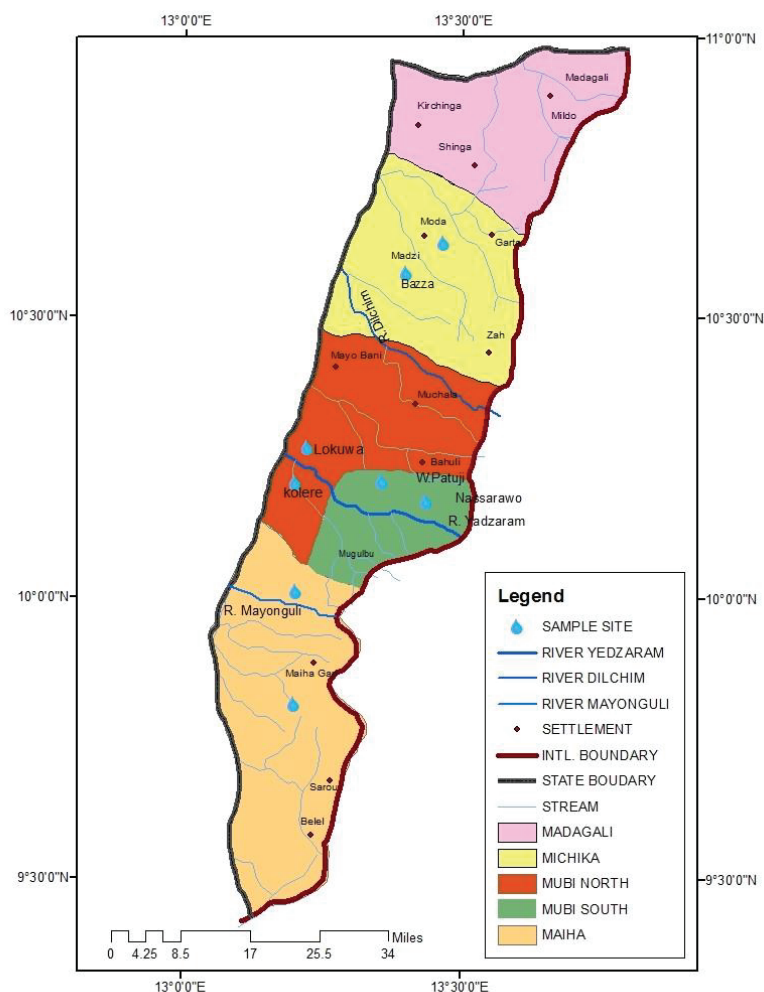 13°0'0"E 13°30'0"E
11°0'0"N
Madagali
Kirchinga
Mildo
Shinga
Moda
Garta
Madzi
Bazza
10°30'0"N 10°30'0"N
R.Dilchim
Zah
Mayo Bani
Muchala
Lokuwa
Bahuli
W.Patuji
kolere
Nassarawo
R. Yadzaram
Mugulbu
10°0'0"N 10°0'0"N
R. Mayonguli
Maiha Gar
Sarou
Belel
9°30'0"N 9°30'0"N
Legend
SAMPLE SITE
RIVER YEDZARAM
RIVER DILCHIM
RIVER MAYONGULI
SETTLEMENT
INTL. BOUNDARY
STATE BOUDARY
STREAM
MADAGALI
MICHIKA
MUBI NORTH
MUBI SOUTH
MAIHA
Miles
0 4.25 8.5 17 25.5 34
13°0'0"E 13°30'0"E